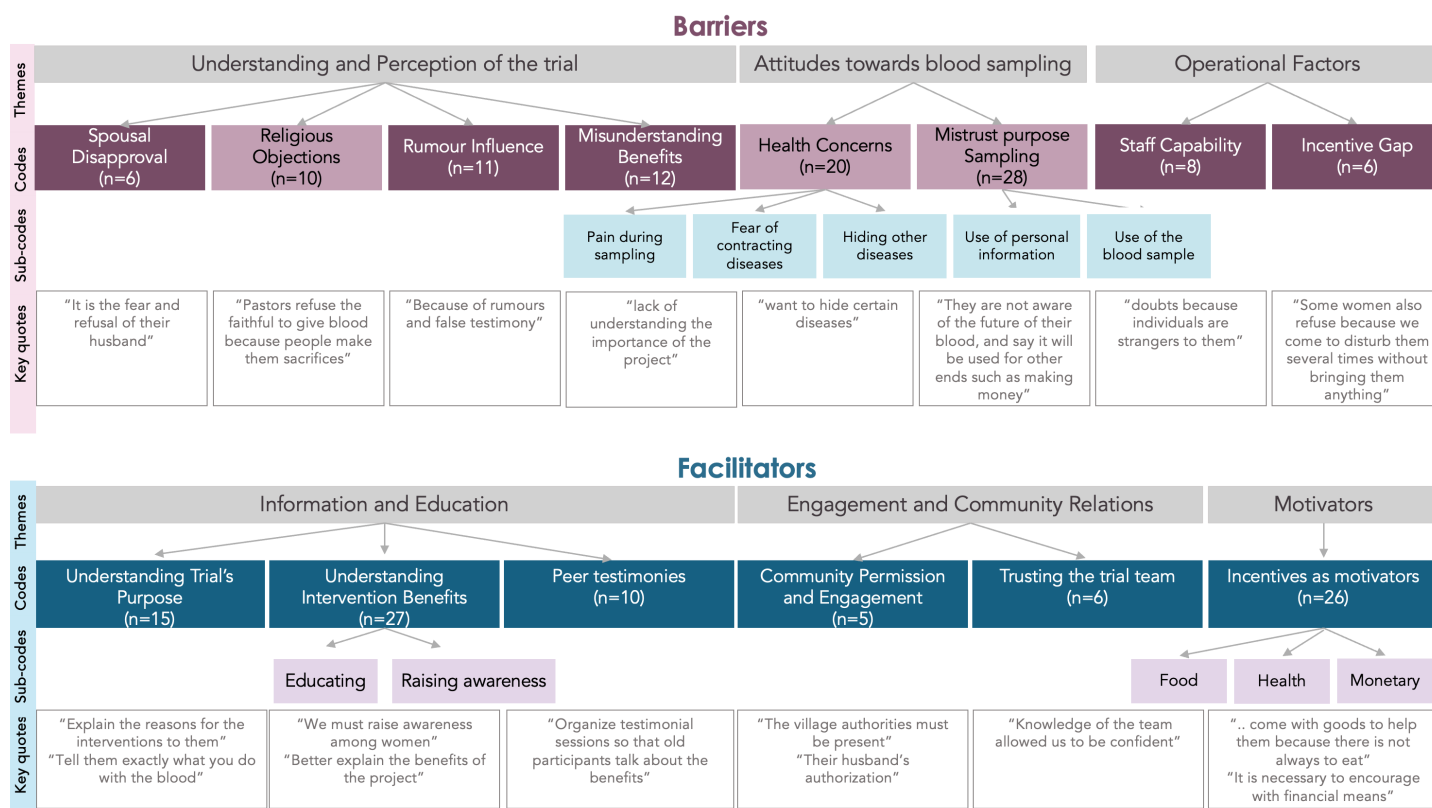 Barriers
Themes
Understanding and Perception of the trial
Attitudes towards blood sampling
Operational Factors
Codes
Spousal
Disapproval
(n=6)
Religious
Objections
(n=10)
Rumour Influence
(n=11)
Misunderstanding
Benefits
(n=12)
Health Concerns
(n=20)
Mistrust purpose
Sampling
(n=28)
Staff Capability
(n=8)
Incentive Gap
(n=6)
Sub-codes
Pain during
sampling
Fear of
contracting
diseases
Hiding other
diseases
Use of personal
information
Use of the
blood sample
Key quotes
“It is the fear and
refusal of their
husband”
“Pastors refuse the
faithful to give blood
because people make
them sacrifices”
“Because of rumours
and false testimony”
“lack of
understanding the
importance of the
project”
“want to hide certain
diseases”
“They are not aware
of the future of their
blood, and say it will
be used for other
ends such as making
money”
“doubts because
individuals are
strangers to them”
“Some women also
refuse because we
come to disturb them
several times without
bringing them
anything”
Facilitators
Themes
Information and Education
Engagement and Community Relations
Motivators
Codes
Understanding Trial’s
Purpose
(n=15)
Understanding
Intervention Benefits
(n=27)
Peer testimonies
(n=10)
Community Permission
and Engagement
(n=5)
Trusting the trial team
(n=6)
Incentives as motivators
(n=26)
Sub-codes
Educating
Raising awareness
Food
Health
Monetary
Key quotes
“Explain the reasons for the
interventions to them”
“Tell them exactly what you do
with the blood”
“We must raise awareness
among women”
“Better explain the benefits of
the project”
“Organize testimonial
sessions so that old
participants talk about the
benefits”
“The village authorities must
be present”
“Their husband’s
authorization”
“Knowledge of the team
allowed us to be confident”
“.. come with goods to help
them because there is not
always to eat”
“It is necessary to encourage
with financial means”